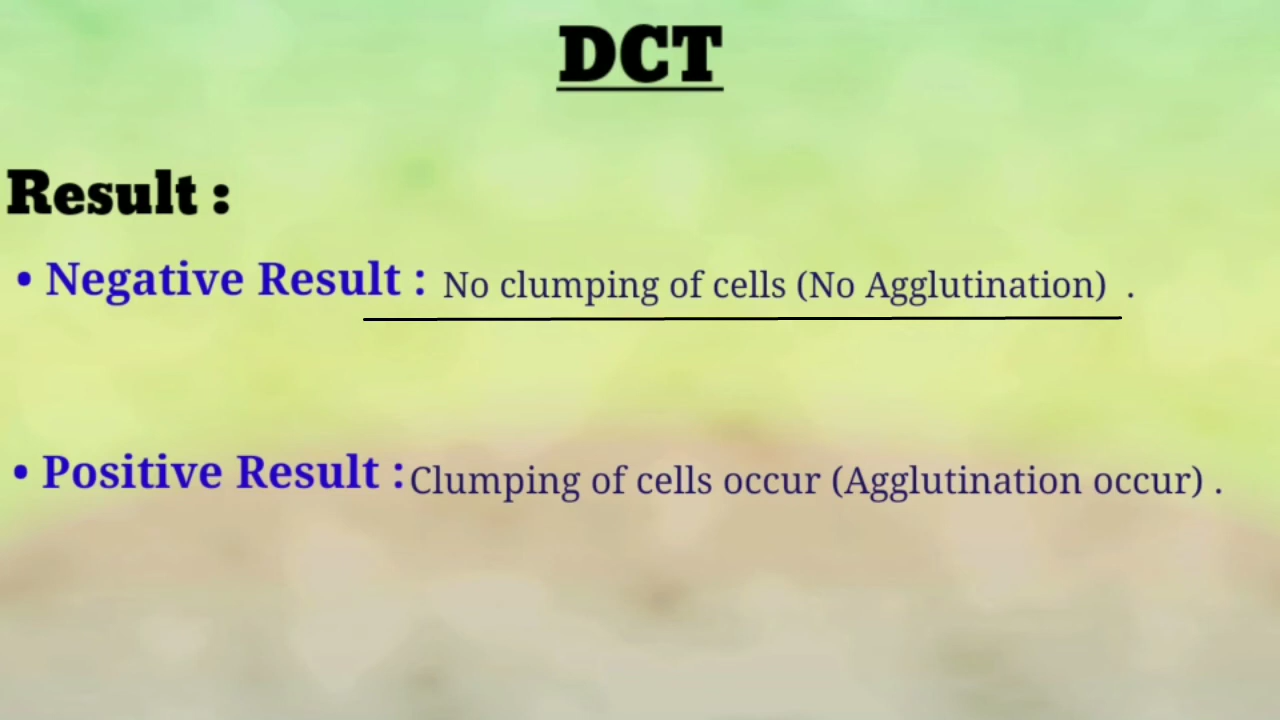 DCT
Result :
• Negative Result : No clumping of cells (No Agglutination) .
• Positive Result : Clumping of cells occur (Agglutination occur) .